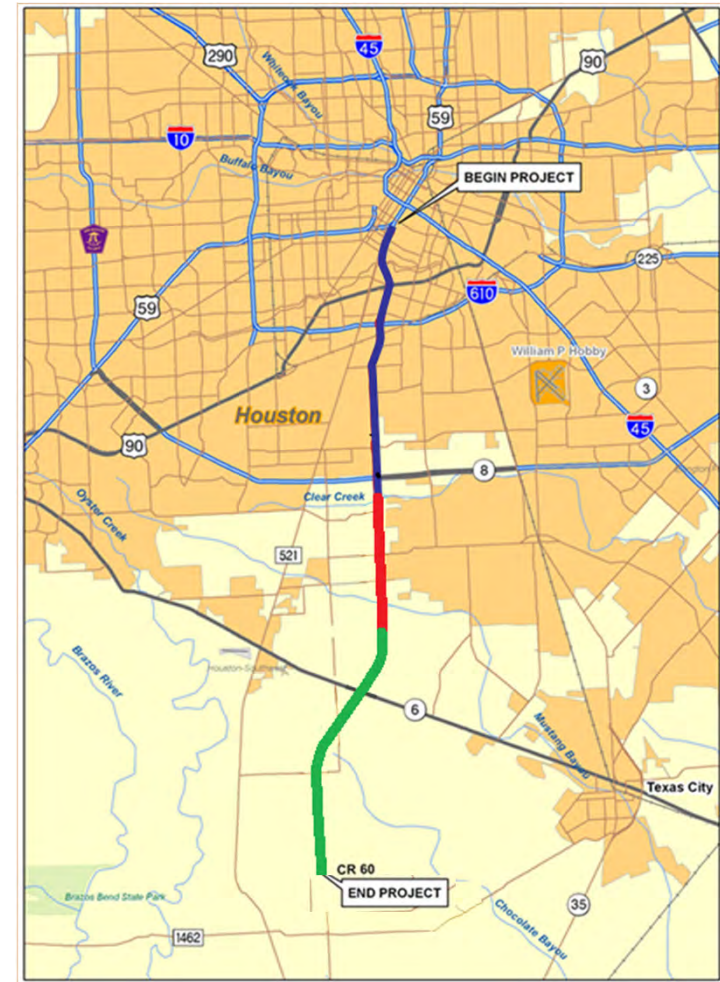 45
290
90
Whiteoak Bayou
59
10
Buffalo Bayou
BEGIN PROJECT
225
610
59
William P Hobby
3
Houston
45
90
8
Clear Creek
Oyster Creek
521
Brazos River
6
Mustang Bayou
Texas City
CR 60
END PROJECT
Brazos Bend State Park
35
Chocolate Bayou
1462